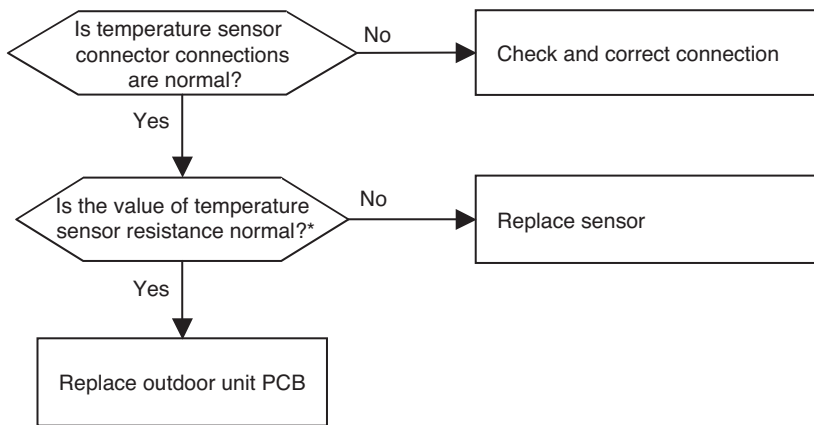 Is temperature sensor
connector connections
are normal?
No
Check and correct connection
Yes
Is the value of temperature
sensor resistance normal?*
No
Replace sensor
Yes
Replace outdoor unit PCB